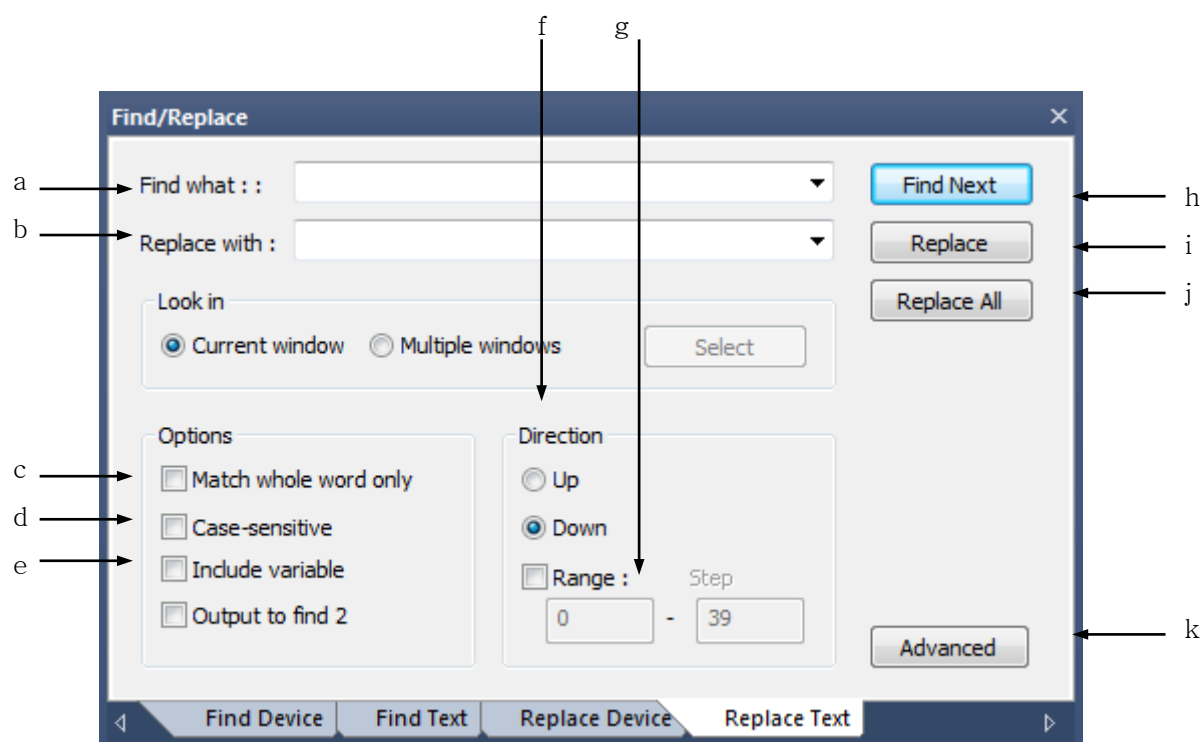 f g
Find/Replace
a Find what : : Find Next h
b Replace with : Replace i
Look in Replace All j
Current window Multiple windows Select
Options Direction
c Match whole word only Up
d Case-sensitive Down
e Include variable Range : Step
Output to find 2 0 - 39
Advanced k
Find Device Find Text Replace Device Replace Text